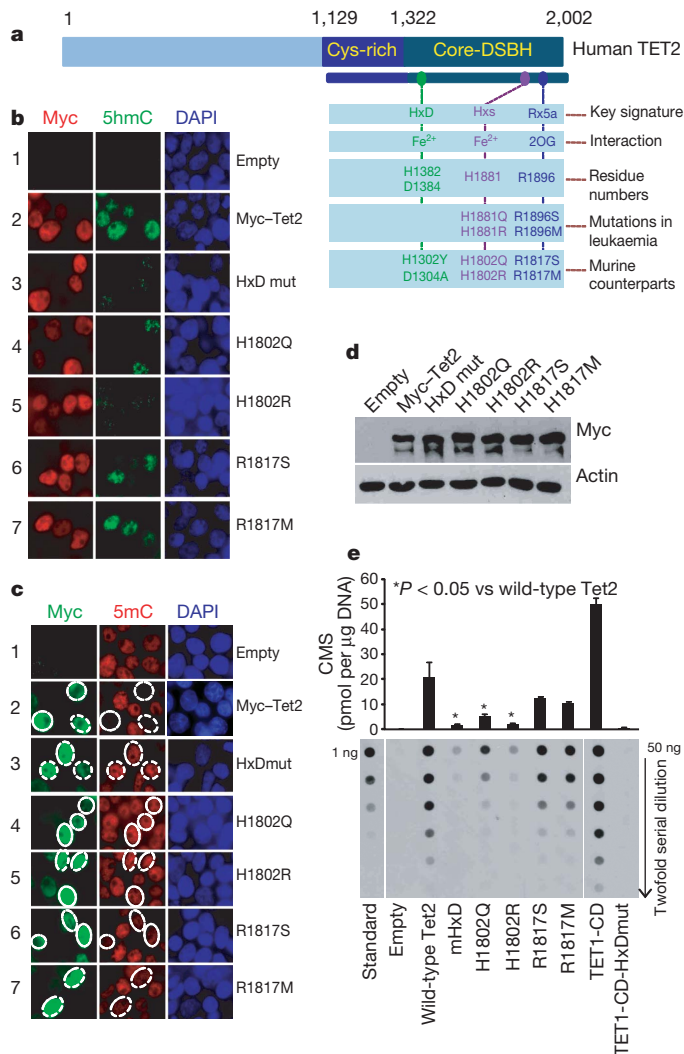 a
1 1,129 1,322 2,002
Cys-rich Core-DSBH Human TET2
HxD Hxs Rx5a Key signature
Fe2+ Fe2+ 2OG Interaction
H1382 H1881 R1896 Residue
D1384 numbers
H1881Q R1896S Mutations in
H1881R R1896M leukaemia
H1302Y H1802Q R1817S Murine
D1304A H1802R R1817M counterparts
b
Myc 5hmC DAPI
1 Empty
2 Myc–Tet2
3 HxD mut
4 H1802Q
5 H1802R
6 R1817S
7 R1817M
c
Myc 5mC DAPI
1 Empty
2 Myc–Tet2
3 HxDmut
4 H1802Q
5 H1802R
6 R1817S
7 R1817M
d
Empty Myc–Tet2 HxD mut H1802Q H1802R H1817S H1817M
Myc
Actin
e
*P < 0.05 vs wild-type Tet2
CMS
(pmol per μg DNA)
60
50
40
30
20
10
0
* * *
1 ng 50 ng
Twofold serial dilution
Standard Empty Wild-type Tet2 mHxD H1802Q H1802R R1817S R1817M TET1-CD TET1-CD-HxDmut